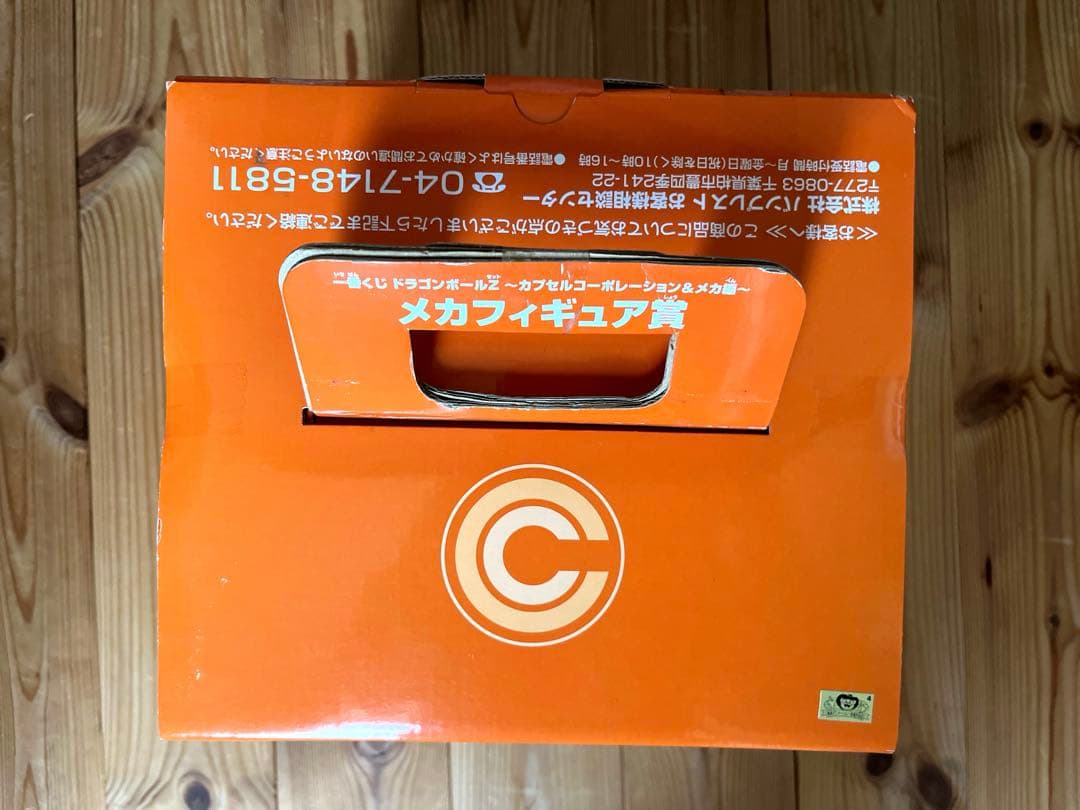 ≪お客様へ≫ この商品についてお気づきの点がございましたら下記までご連絡ください。
株式会社 バンプレスト お客様相談センター
〒277-0863 千葉県柏市豊四季241-22
04-7148-5811
●電話受付時間 月〜金曜日(祝日を除く)10時〜16時 ●電話番号はよく確かめてお間違いのないようご注意ください。
一番くじ ドラゴンボールZ 〜カプセルコーポレーション&メカ編〜
メカフィギュア賞
4